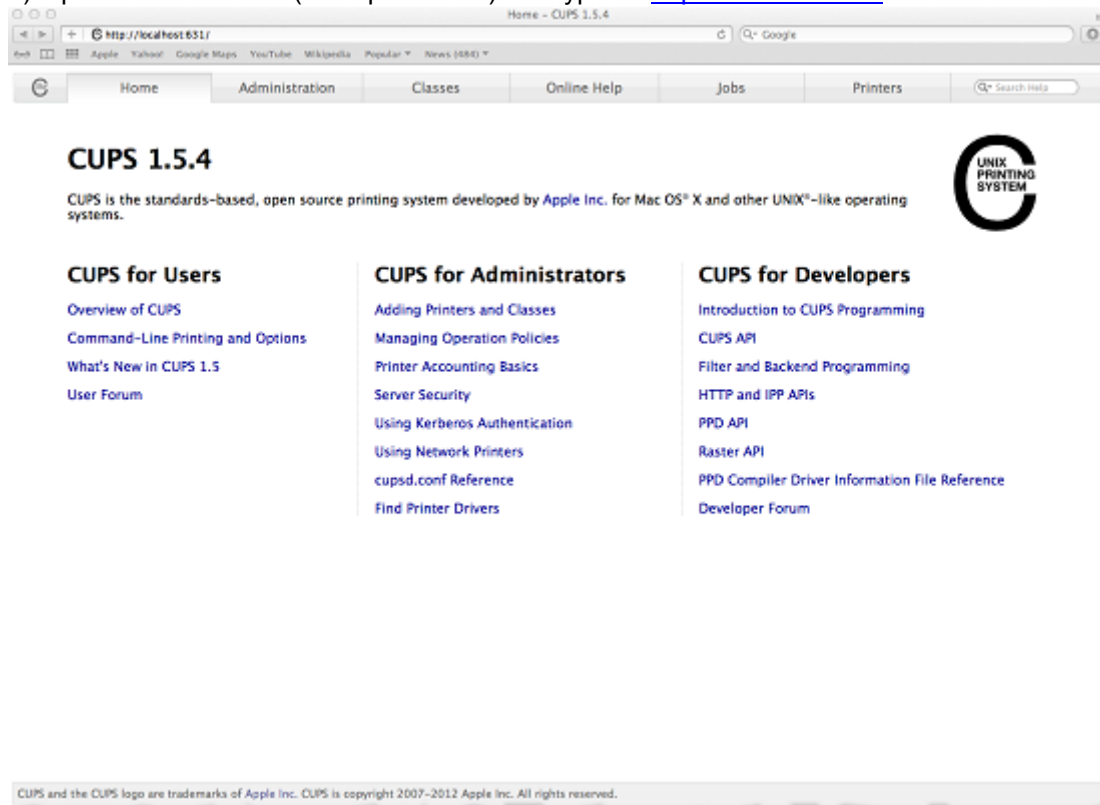 Home – CUPS 1.5.4
http://localhost:631/
Google
Apple Yahoo! Google Maps YouTube Wikipedia Popular News (484)
Home Administration Classes Online Help Jobs Printers Search Help
CUPS 1.5.4
CUPS is the standards-based, open source printing system developed by Apple Inc. for Mac OS® X and other UNIX®-like operating
systems.
UNIX
PRINTING
SYSTEM
CUPS for Users
Overview of CUPS
Command-Line Printing and Options
What's New in CUPS 1.5
User Forum
CUPS for Administrators
Adding Printers and Classes
Managing Operation Policies
Printer Accounting Basics
Server Security
Using Kerberos Authentication
Using Network Printers
cupsd.conf Reference
Find Printer Drivers
CUPS for Developers
Introduction to CUPS Programming
CUPS API
Filter and Backend Programming
HTTP and IPP APIs
PPD API
Raster API
PPD Compiler Driver Information File Reference
Developer Forum
CUPS and the CUPS logo are trademarks of Apple Inc. CUPS is copyright 2007-2012 Apple Inc. All rights reserved.